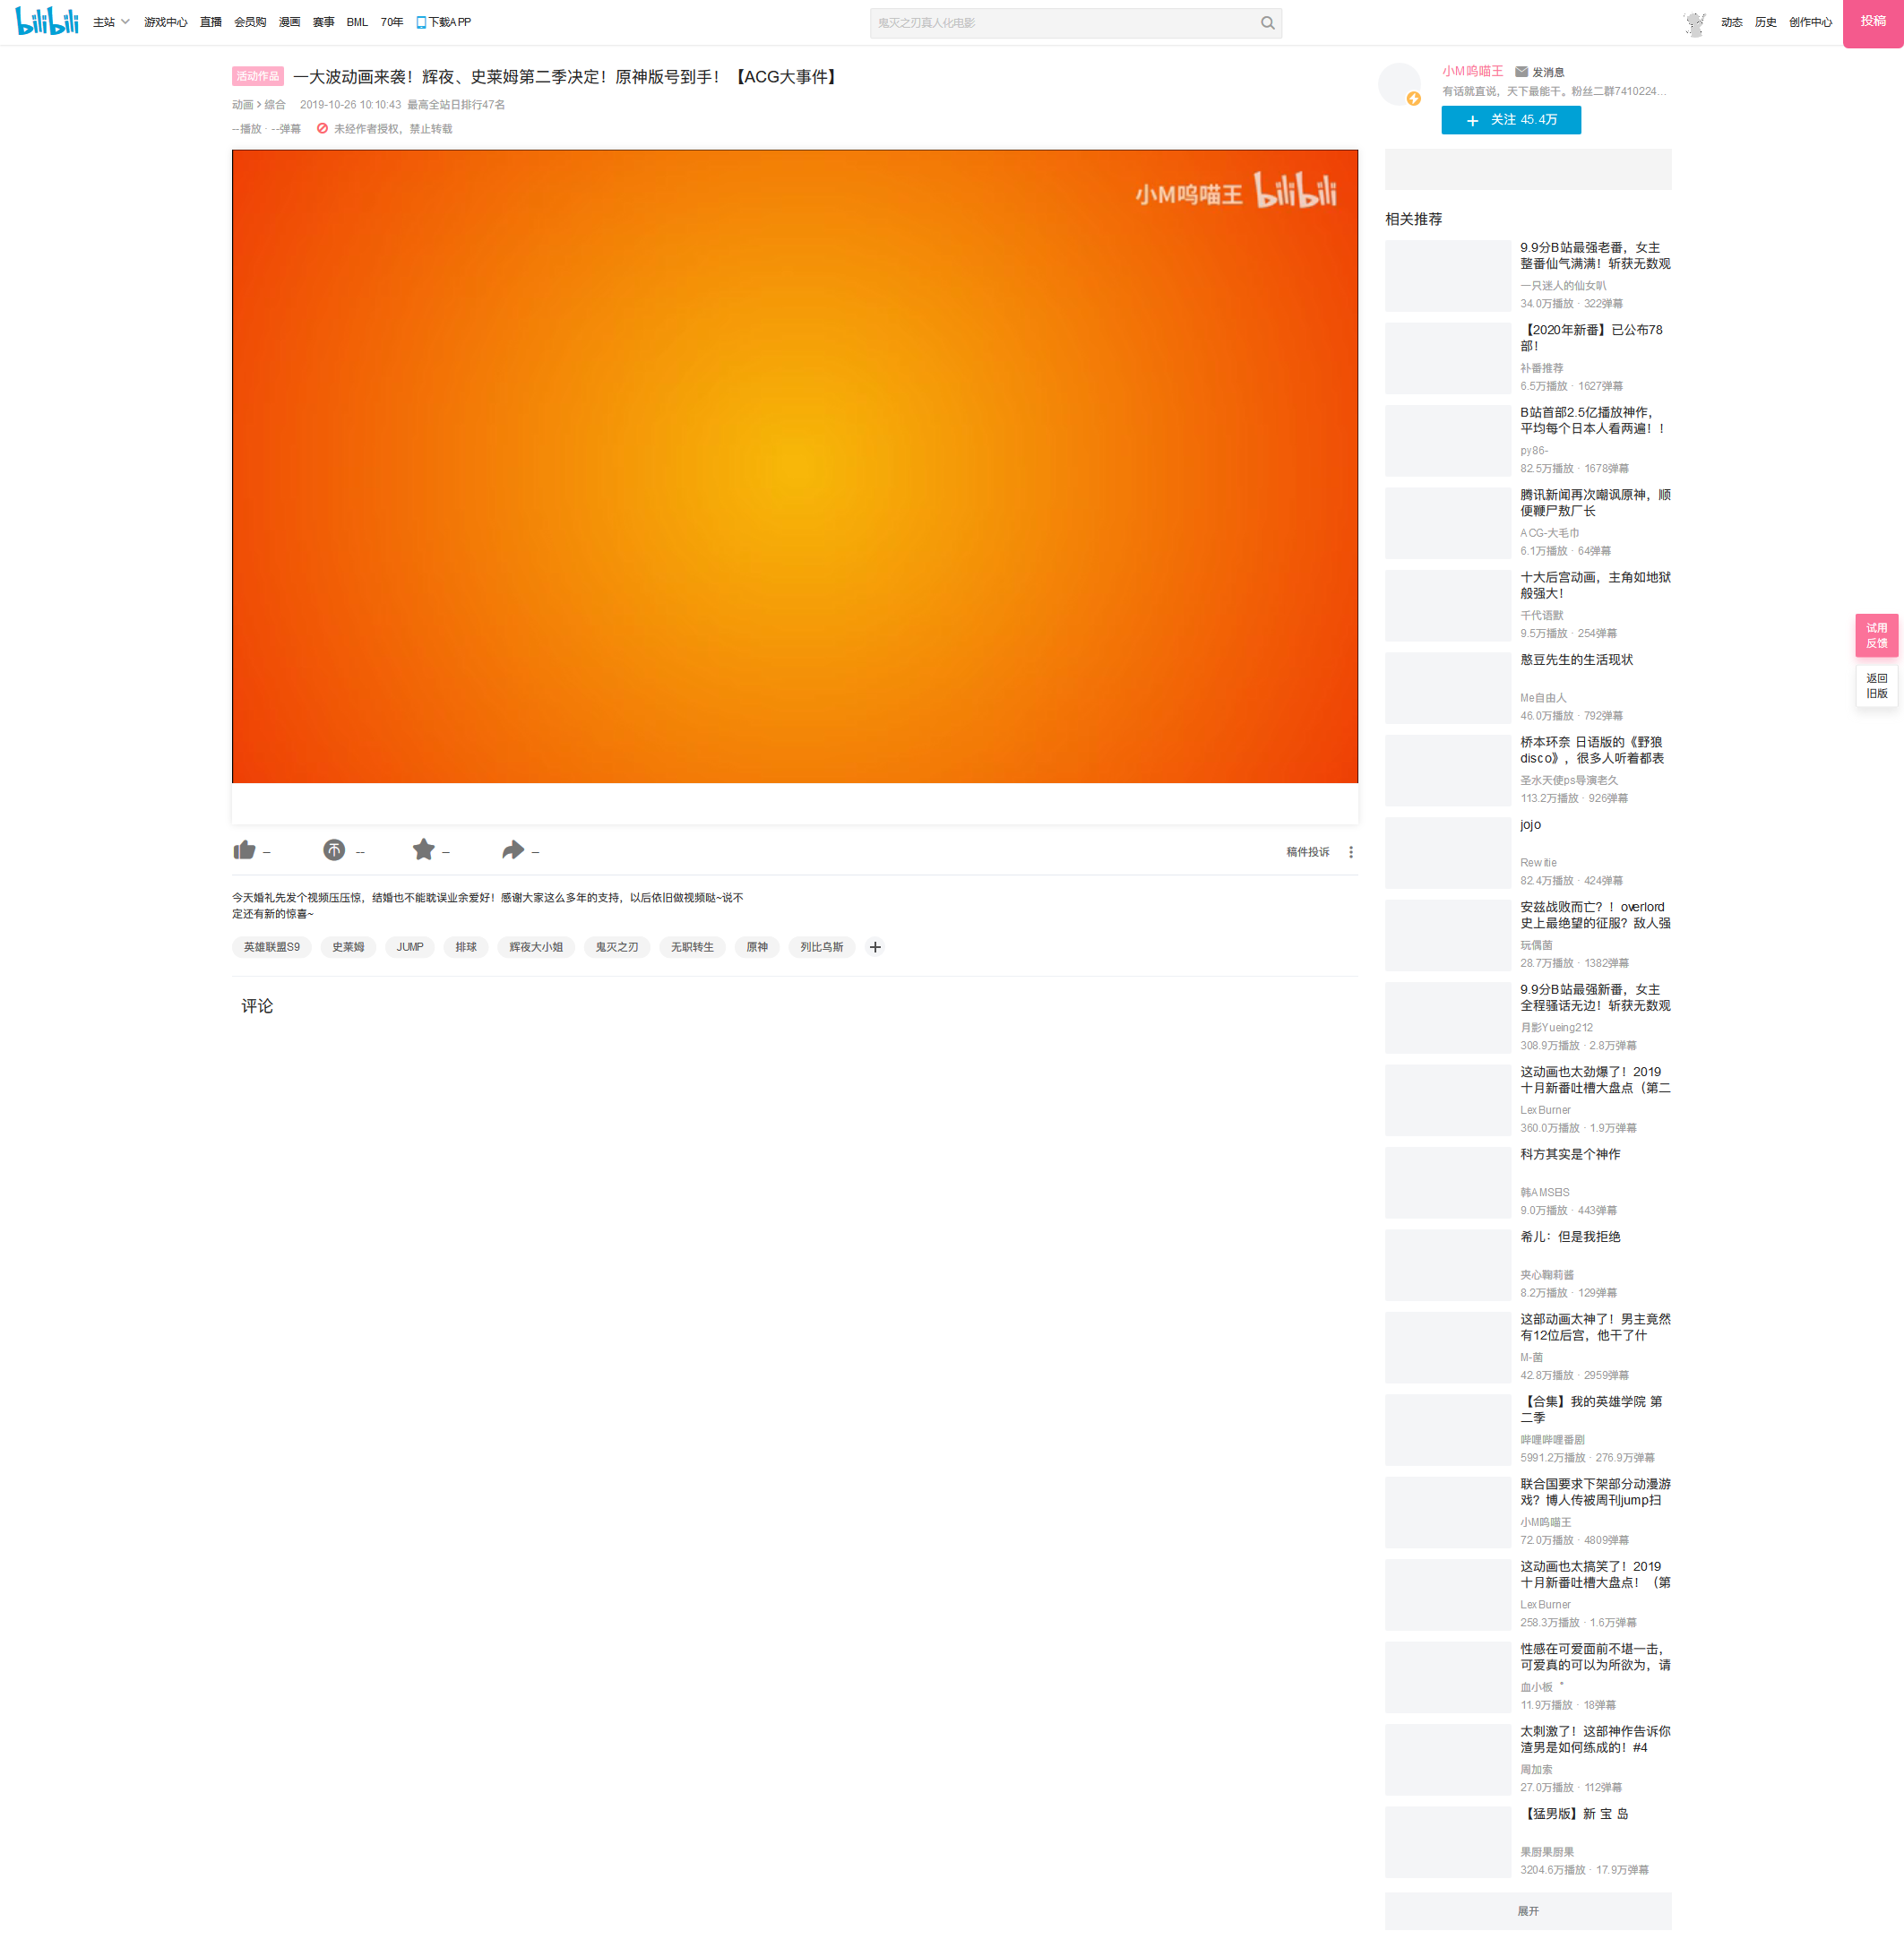 bilibili 主站 游戏中心 直播 会员购 漫画 赛事 BML 70年 下载APP 鬼灭之刃真人化电影 动态 历史 创作中心 投稿
活动作品 一大波动画来袭！辉夜、史莱姆第二季决定！原神版号到手！【ACG大事件】
动画 > 综合 2019-10-26 10:10:43 最高全站日排行47名
--播放 · --弹幕 未经作者授权，禁止转载
小M呜喵王 发消息
有话就直说，天下最能干。粉丝二群7410224...
+ 关注 45.4万
小M呜喵王 bilibili
-- -- -- -- 稿件投诉
今天婚礼先发个视频压压惊，结婚也不能耽误业余爱好！感谢大家这么多年的支持，以后依旧做视频哒~说不
定还有新的惊喜~
英雄联盟S9 史莱姆 JUMP 排球 辉夜大小姐 鬼灭之刃 无职转生 原神 列比乌斯 +
评论
相关推荐
9.9分B站最强老番，女主
整番仙气满满！斩获无数观
一只迷人的仙女叭
34.0万播放 · 322弹幕
【2020年新番】已公布78
部！
补番推荐
6.5万播放 · 1627弹幕
B站首部2.5亿播放神作，
平均每个日本人看两遍！！
py86-
82.5万播放 · 1678弹幕
腾讯新闻再次嘲讽原神，顺
便鞭尸敖厂长
ACG-大毛巾
6.1万播放 · 64弹幕
十大后宫动画，主角如地狱
般强大！
千代语默
9.5万播放 · 254弹幕
憨豆先生的生活现状
Me自由人
46.0万播放 · 792弹幕
桥本环奈 日语版的《野狼
disco》，很多人听着都表
圣水天使ps导演老久
113.2万播放 · 926弹幕
jojo
Rewitie
82.4万播放 · 424弹幕
安兹战败而亡？！overlord
史上最绝望的征服？敌人强
玩偶菌
28.7万播放 · 1382弹幕
9.9分B站最强新番，女主
全程骚话无边！斩获无数观
月影Yueing212
308.9万播放 · 2.8万弹幕
这动画也太劲爆了！2019
十月新番吐槽大盘点（第二
LexBurner
360.0万播放 · 1.9万弹幕
科方其实是个神作
韩AMSEIS
9.0万播放 · 443弹幕
希儿：但是我拒绝
夹心鞠莉酱
8.2万播放 · 129弹幕
这部动画太神了！男主竟然
有12位后宫，他干了什
M-菌
42.8万播放 · 2959弹幕
【合集】我的英雄学院 第
二季
哔哩哔哩番剧
5991.2万播放 · 276.9万弹幕
联合国要求下架部分动漫游
戏？博人传被周刊jump扫
小M呜喵王
72.0万播放 · 4809弹幕
这动画也太搞笑了！2019
十月新番吐槽大盘点！（第
LexBurner
258.3万播放 · 1.6万弹幕
性感在可爱面前不堪一击，
可爱真的可以为所欲为，请
血小板 *
11.9万播放 · 18弹幕
太刺激了！这部神作告诉你
渣男是如何练成的！#4
周加索
27.0万播放 · 112弹幕
【猛男版】新 宝 岛
果厨果厨果
3204.6万播放 · 17.9万弹幕
展开
试用
反馈
返回
旧版